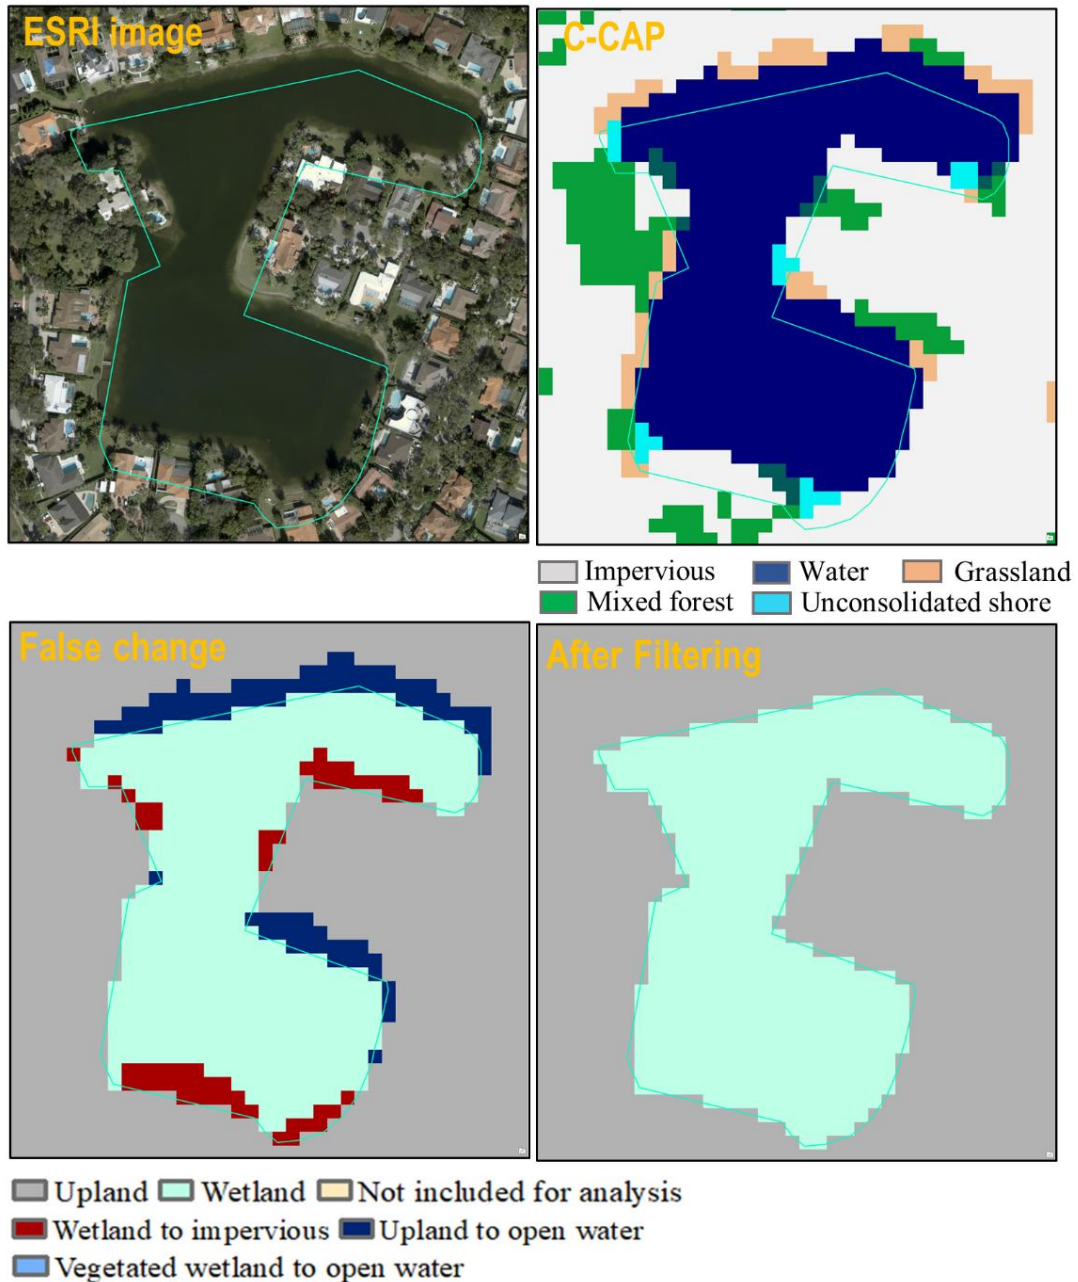 ESRI image
C-CAP
Impervious Water Grassland
Mixed forest Unconsolidated shore
False change
After Filtering
Upland Wetland Not included for analysis
Wetland to impervious Upland to open water
Vegetated wetland to open water